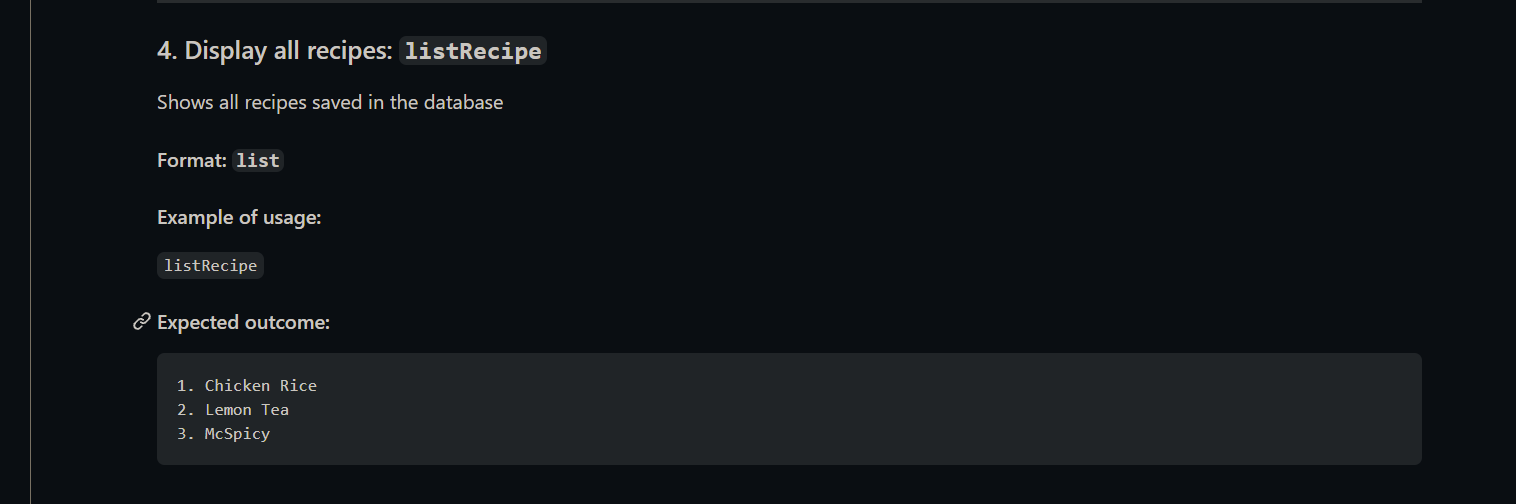 4. Display all recipes: listRecipe
Shows all recipes saved in the database
Format: list
Example of usage:
listRecipe
Expected outcome:
1. Chicken Rice
2. Lemon Tea
3. McSpicy